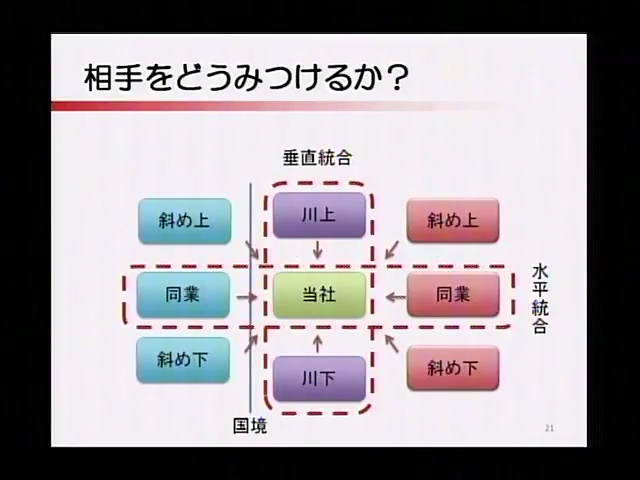 相手をどうみつけるか？
垂直統合
斜め上
川上
斜め上
同業
当社
同業
水平統合
斜め下
川下
斜め下
国境
21